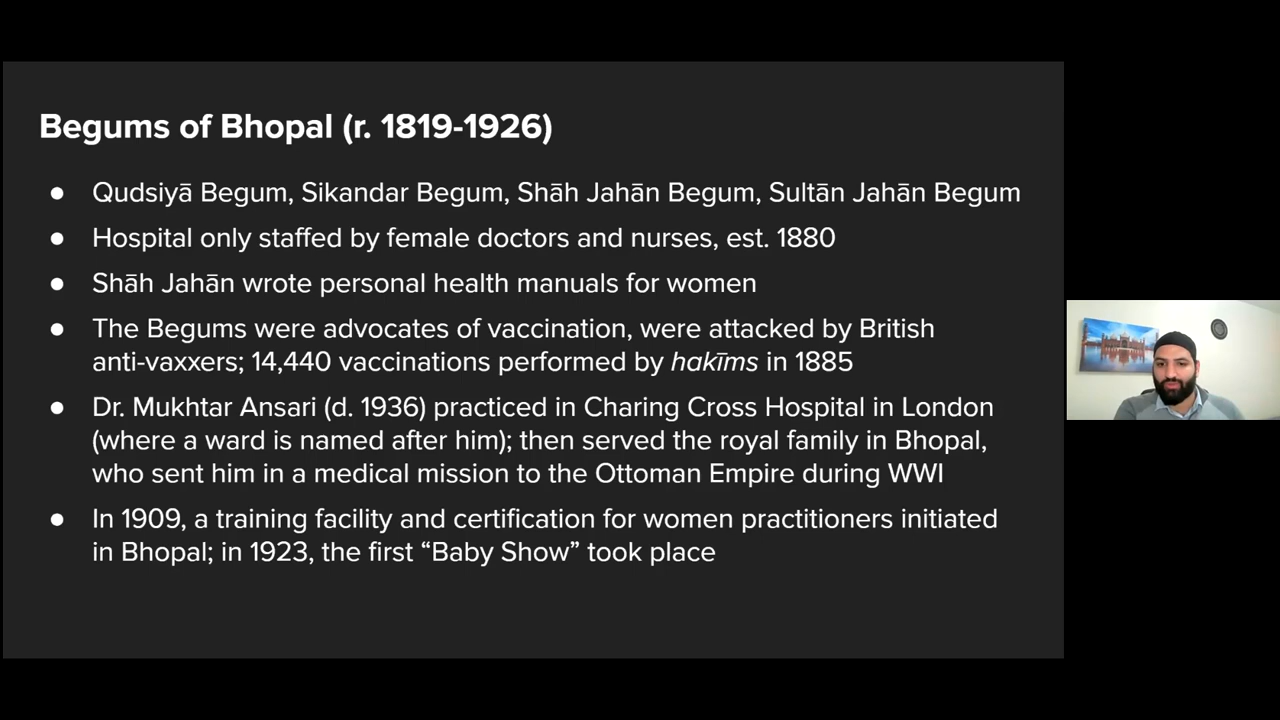 Begums of Bhopal (r. 1819-1926)
● Qudsiyā Begum, Sikandar Begum, Shāh Jahān Begum, Sultān Jahān Begum
● Hospital only staffed by female doctors and nurses, est. 1880
● Shāh Jahān wrote personal health manuals for women
● The Begums were advocates of vaccination, were attacked by British
anti-vaxxers; 14,440 vaccinations performed by hakīms in 1885
● Dr. Mukhtar Ansari (d. 1936) practiced in Charing Cross Hospital in London
(where a ward is named after him); then served the royal family in Bhopal,
who sent him in a medical mission to the Ottoman Empire during WWI
● In 1909, a training facility and certification for women practitioners initiated
in Bhopal; in 1923, the first “Baby Show” took place